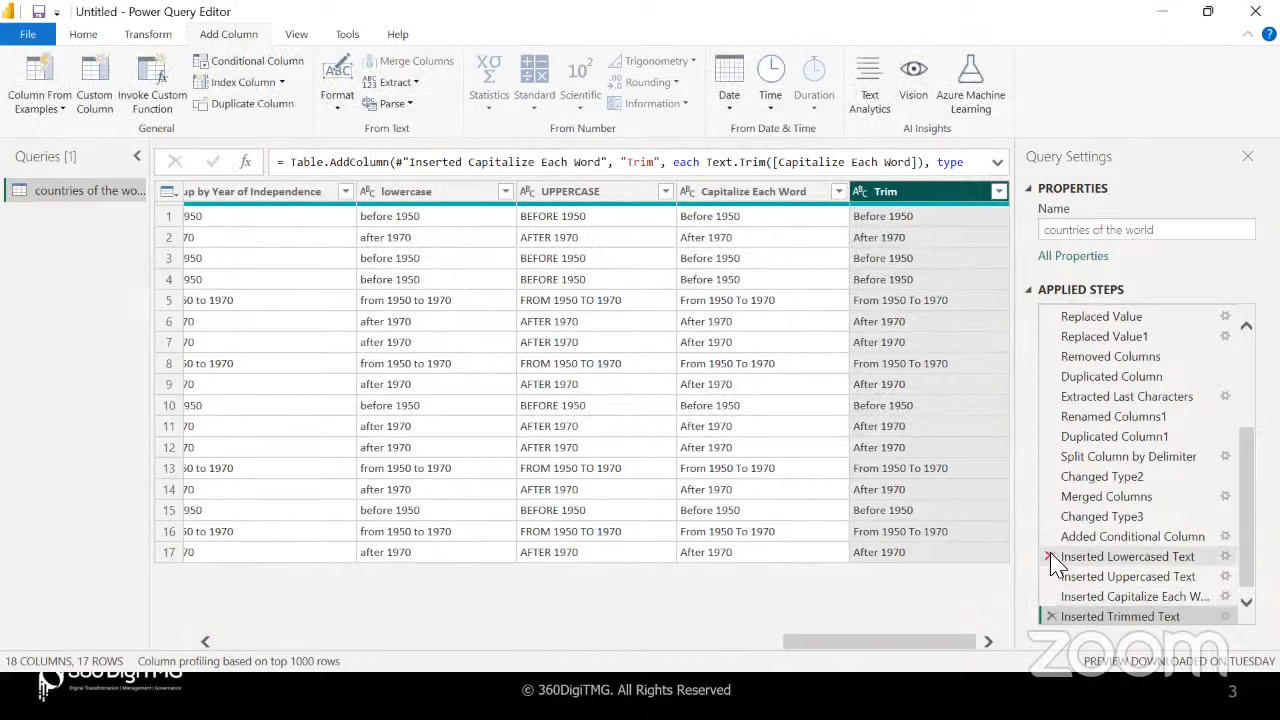 Untitled - Power Query Editor
File Home Transform Add Column View Tools Help
Column From Examples
Custom Column
Invoke Custom Function
Conditional Column
Index Column
Duplicate Column
General
Format
Merge Columns
Extract
Parse
From Text
Statistics
Standard
Scientific
Trigonometry
Rounding
Information
From Number
Date
Time
Duration
From Date & Time
Text Analytics
Vision
Azure Machine Learning
AI Insights
Queries [1]
countries of the wo...
= Table.AddColumn(#"Inserted Capitalize Each Word", "Trim", each Text.Trim([Capitalize Each Word]), type
up by Year of Independence lowercase UPPERCASE Capitalize Each Word Trim
1 950 before 1950 BEFORE 1950 Before 1950 Before 1950
2 70 after 1970 AFTER 1970 After 1970 After 1970
3 950 before 1950 BEFORE 1950 Before 1950 Before 1950
4 950 before 1950 BEFORE 1950 Before 1950 Before 1950
5 60 to 1970 from 1950 to 1970 FROM 1950 TO 1970 From 1950 To 1970 From 1950 To 1970
6 70 after 1970 AFTER 1970 After 1970 After 1970
7 70 after 1970 AFTER 1970 After 1970 After 1970
8 60 to 1970 from 1950 to 1970 FROM 1950 TO 1970 From 1950 To 1970 From 1950 To 1970
9 70 after 1970 AFTER 1970 After 1970 After 1970
10 950 before 1950 BEFORE 1950 Before 1950 Before 1950
11 70 after 1970 AFTER 1970 After 1970 After 1970
12 70 after 1970 AFTER 1970 After 1970 After 1970
13 60 to 1970 from 1950 to 1970 FROM 1950 TO 1970 From 1950 To 1970 From 1950 To 1970
14 70 after 1970 AFTER 1970 After 1970 After 1970
15 950 before 1950 BEFORE 1950 Before 1950 Before 1950
16 60 to 1970 from 1950 to 1970 FROM 1950 TO 1970 From 1950 To 1970 From 1950 To 1970
17 70 after 1970 AFTER 1970 After 1970 After 1970
Query Settings
PROPERTIES
Name
countries of the world
All Properties
APPLIED STEPS
Replaced Value
Replaced Value1
Removed Columns
Duplicated Column
Extracted Last Characters
Renamed Columns1
Duplicated Column1
Split Column by Delimiter
Changed Type2
Merged Columns
Changed Type3
Added Conditional Column
Inserted Lowercased Text
Inserted Uppercased Text
Inserted Capitalize Each W...
Inserted Trimmed Text
18 COLUMNS, 17 ROWS Column profiling based on top 1000 rows
PREVIEW DOWNLOADED ON TUESDAY
zoom
360DigiTMG
Digital Transformation | Management | Governance
© 360DigiTMG. All Rights Reserved
3